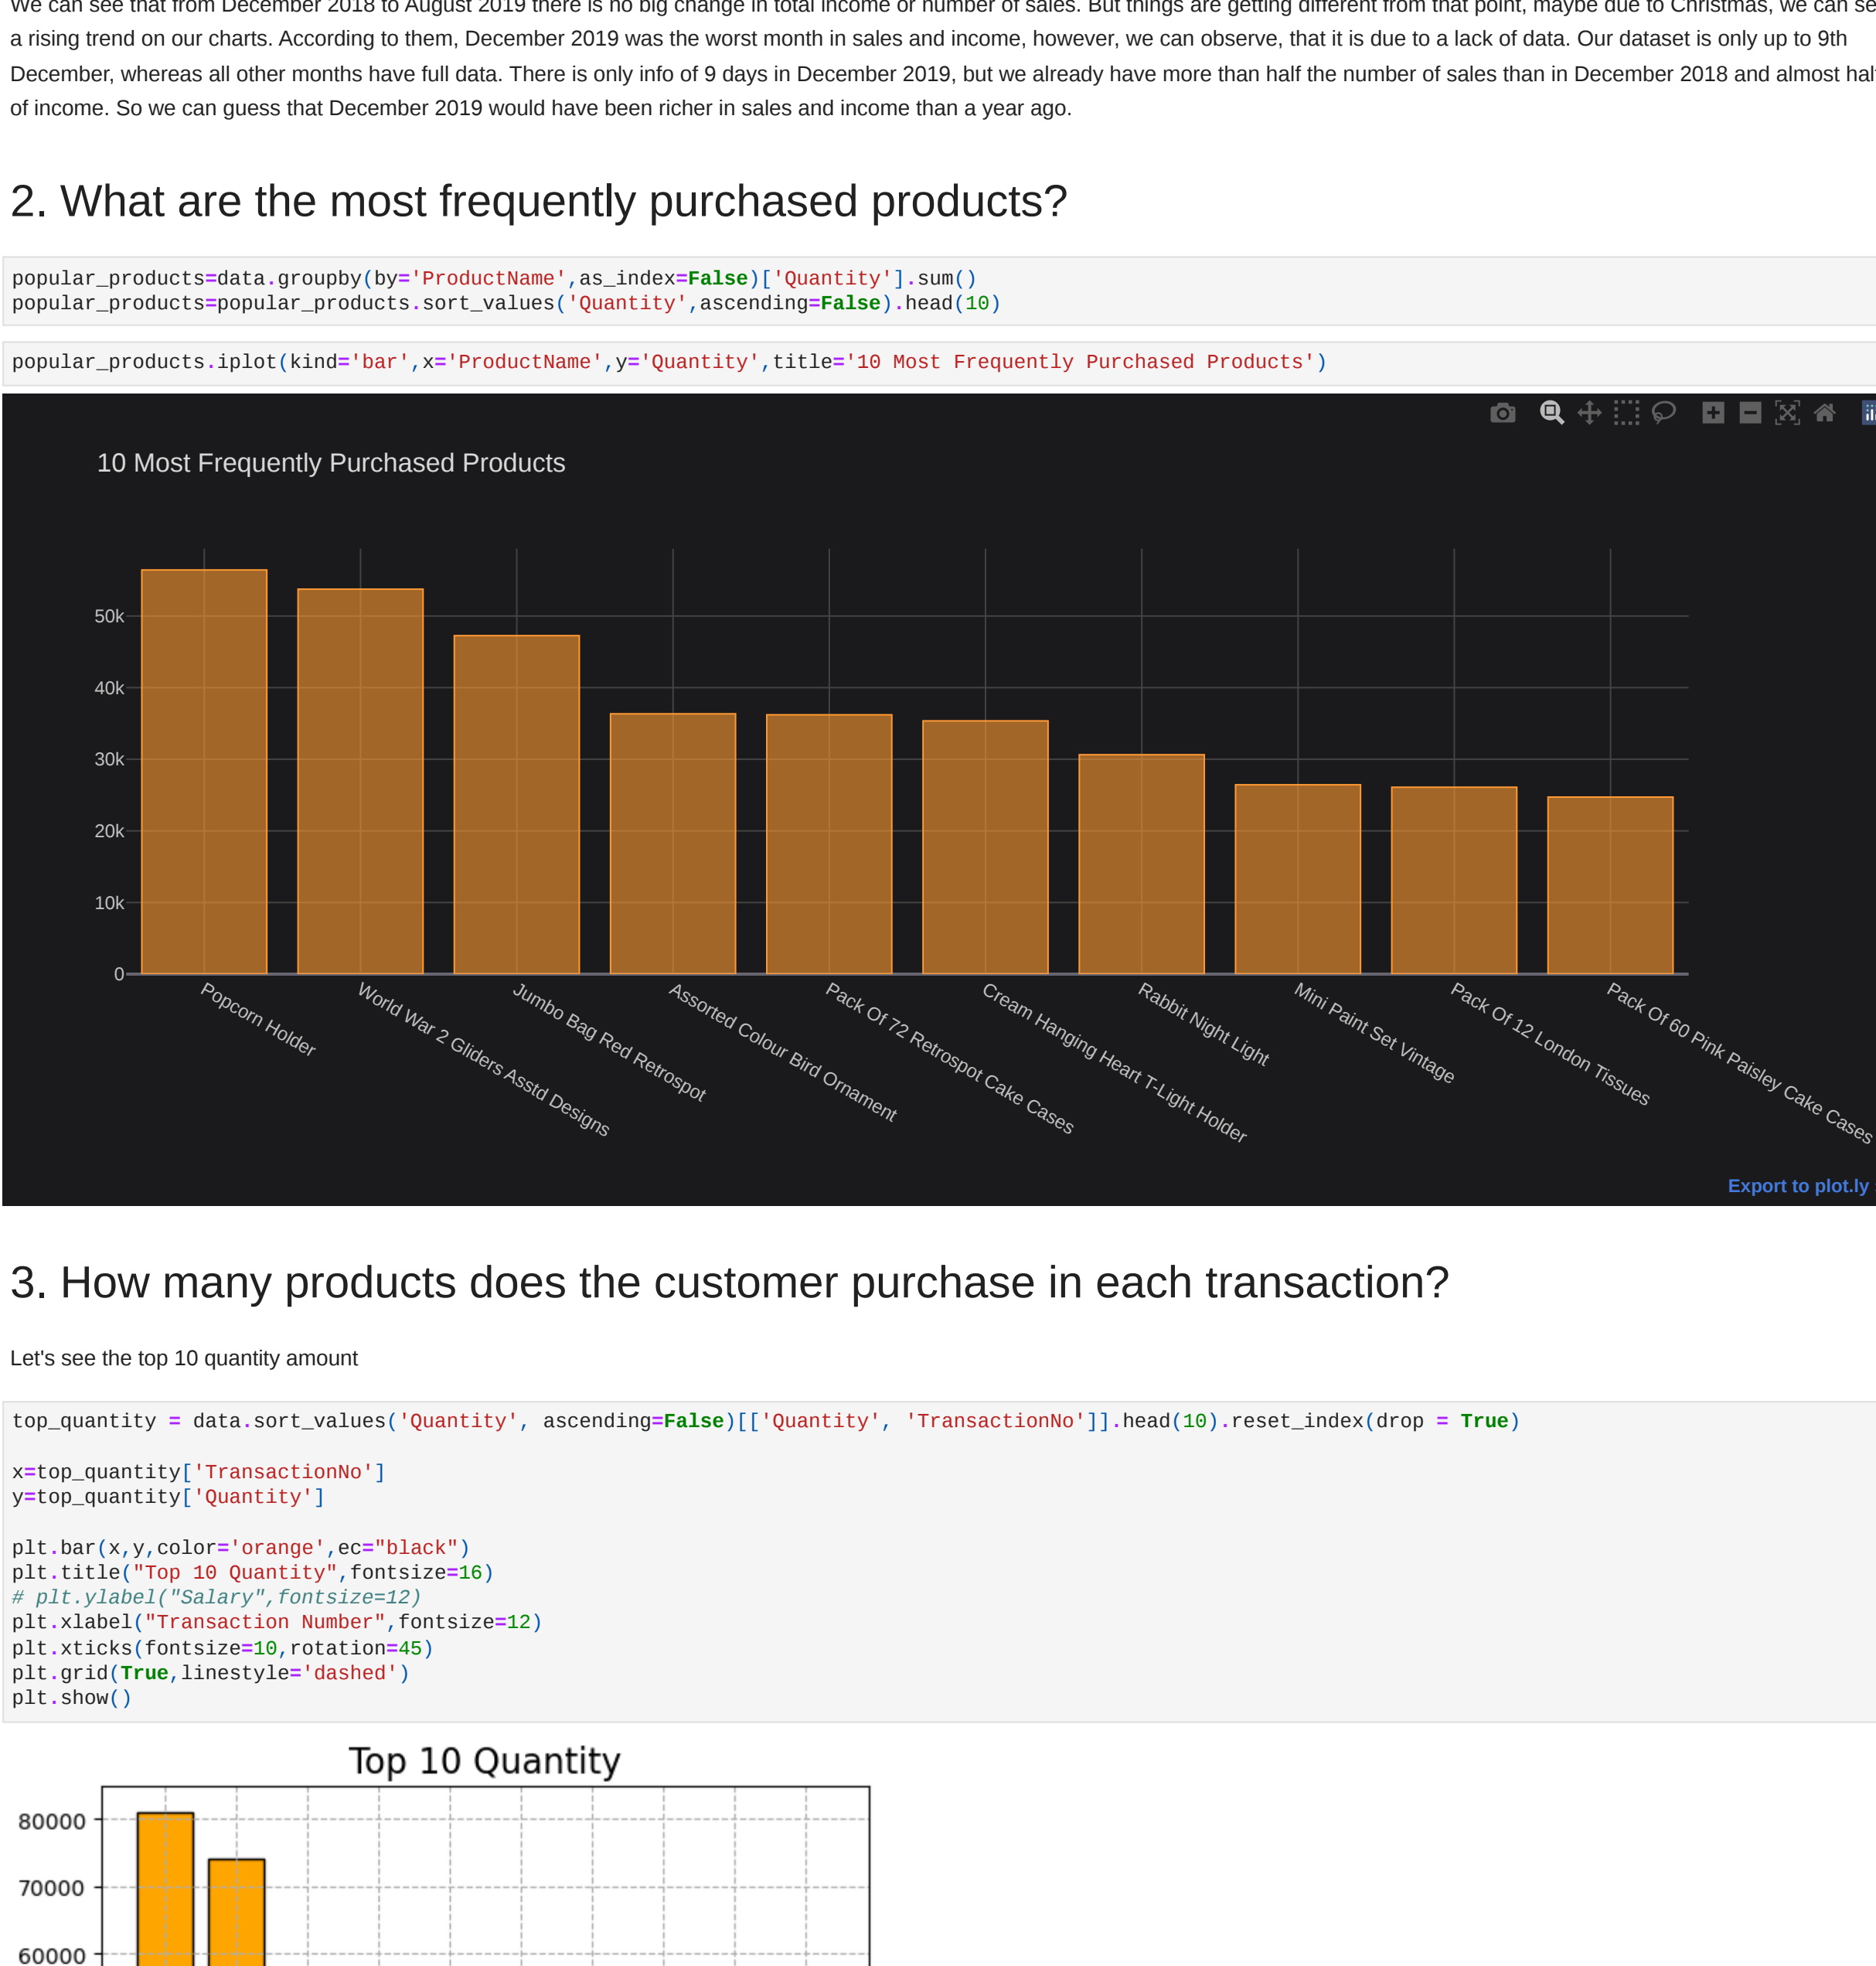 We can see that from December 2018 to August 2019 there is no big change in total income or number of sales. But things are getting different from that point, maybe due to Christmas, we can se
a rising trend on our charts. According to them, December 2019 was the worst month in sales and income, however, we can observe, that it is due to a lack of data. Our dataset is only up to 9th
December, whereas all other months have full data. There is only info of 9 days in December 2019, but we already have more than half the number of sales than in December 2018 and almost hal
of income. So we can guess that December 2019 would have been richer in sales and income than a year ago.
2. What are the most frequently purchased products?
popular_products=data.groupby(by='ProductName',as_index=False)['Quantity'].sum()
popular_products=popular_products.sort_values('Quantity',ascending=False).head(10)
popular_products.iplot(kind='bar',x='ProductName',y='Quantity',title='10 Most Frequently Purchased Products')
10 Most Frequently Purchased Products
50k
40k
30k
20k
10k
0
Popcorn Holder
World War 2 Gliders Asstd Designs
Jumbo Bag Red Retrospot
Assorted Colour Bird Ornament
Pack Of 72 Retrospot Cake Cases
Cream Hanging Heart T-Light Holder
Rabbit Night Light
Mini Paint Set Vintage
Pack Of 12 London Tissues
Pack Of 60 Pink Paisley Cake Cases
Export to plot.ly
3. How many products does the customer purchase in each transaction?
Let's see the top 10 quantity amount
top_quantity = data.sort_values('Quantity', ascending=False)[['Quantity', 'TransactionNo']].head(10).reset_index(drop = True)
x=top_quantity['TransactionNo']
y=top_quantity['Quantity']
plt.bar(x,y,color='orange',ec="black")
plt.title("Top 10 Quantity",fontsize=16)
# plt.ylabel("Salary",fontsize=12)
plt.xlabel("Transaction Number",fontsize=12)
plt.xticks(fontsize=10,rotation=45)
plt.grid(True,linestyle='dashed')
plt.show()
Top 10 Quantity
80000
70000
60000